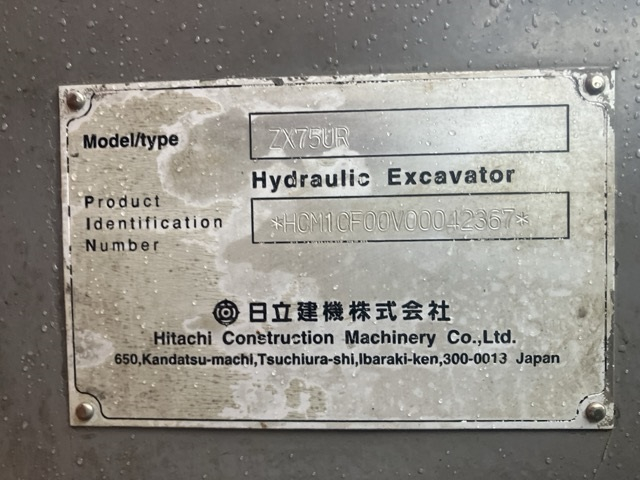 Model/type ZX75UR
Hydraulic Excavator
Product
Identification *HCM1CF00V00042367*
Number
日立建機株式会社
Hitachi Construction Machinery Co.,Ltd.
650,Kandatsu-machi,Tsuchiura-shi,Ibaraki-ken,300-0013 Japan